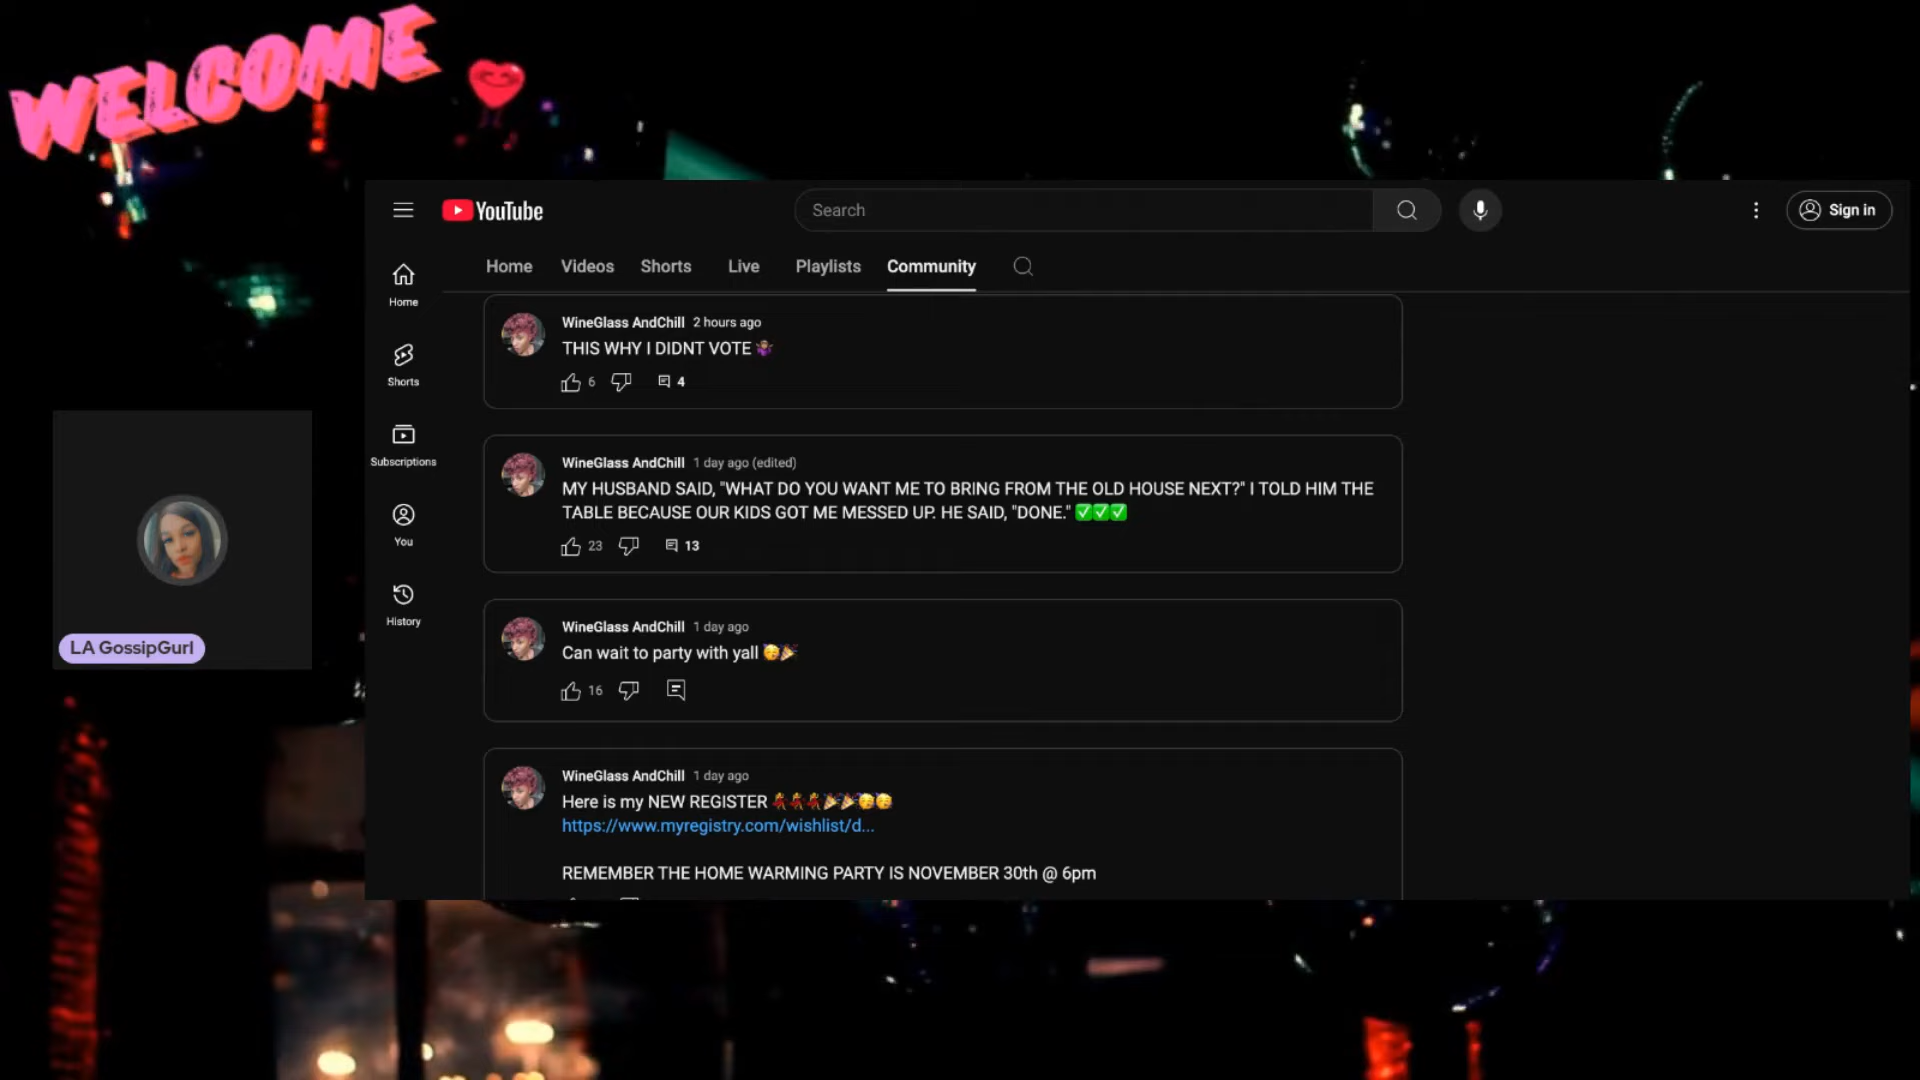 WELCOME
YouTube
Search
Sign in
Home
Videos
Shorts
Live
Playlists
Community
Home
Shorts
Subscriptions
You
History
WineGlass AndChill 2 hours ago
THIS WHY I DIDNT VOTE 🤷🏽‍♀️
6
4
WineGlass AndChill 1 day ago (edited)
MY HUSBAND SAID, "WHAT DO YOU WANT ME TO BRING FROM THE OLD HOUSE NEXT?" I TOLD HIM THE
TABLE BECAUSE OUR KIDS GOT ME MESSED UP. HE SAID, "DONE." ✅✅✅
23
13
WineGlass AndChill 1 day ago
Can wait to party with yall 🥳🎉
16
WineGlass AndChill 1 day ago
Here is my NEW REGISTER 💃💃💃🎉🎉🥳🥳
https://www.myregistry.com/wishlist/d...
REMEMBER THE HOME WARMING PARTY IS NOVEMBER 30th @ 6pm
LA GossipGurl